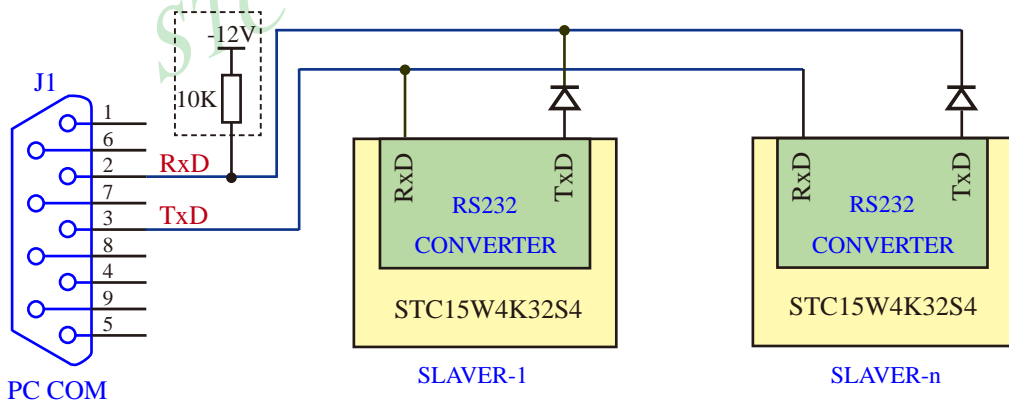 STC
-12V
10K
J1
1
6
2
7
3
8
4
9
5
RxD
TxD
PC COM
RxD
TxD
RS232
CONVERTER
STC15W4K32S4
SLAVER-1
RxD
TxD
RS232
CONVERTER
STC15W4K32S4
SLAVER-n